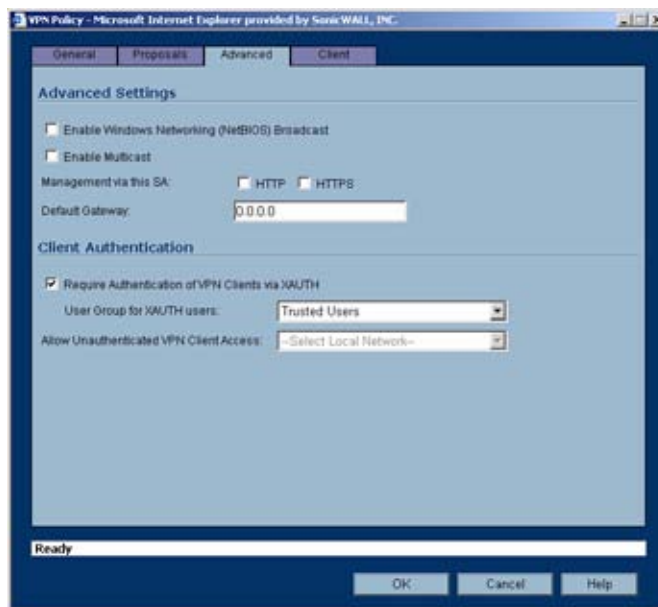 VPN Policy - Microsoft Internet Explorer provided by SonicWALL, INC.
General Proposals Advanced Client
Advanced Settings
Enable Windows Networking (NetBIOS) Broadcast
Enable Multicast
Management via this SA: HTTP HTTPS
Default Gateway: 0.0.0.0
Client Authentication
Require Authentication of VPN Clients via XAUTH
User Group for XAUTH users: Trusted Users
Allow Unauthenticated VPN Client Access: --Select Local Network--
Ready
OK Cancel Help